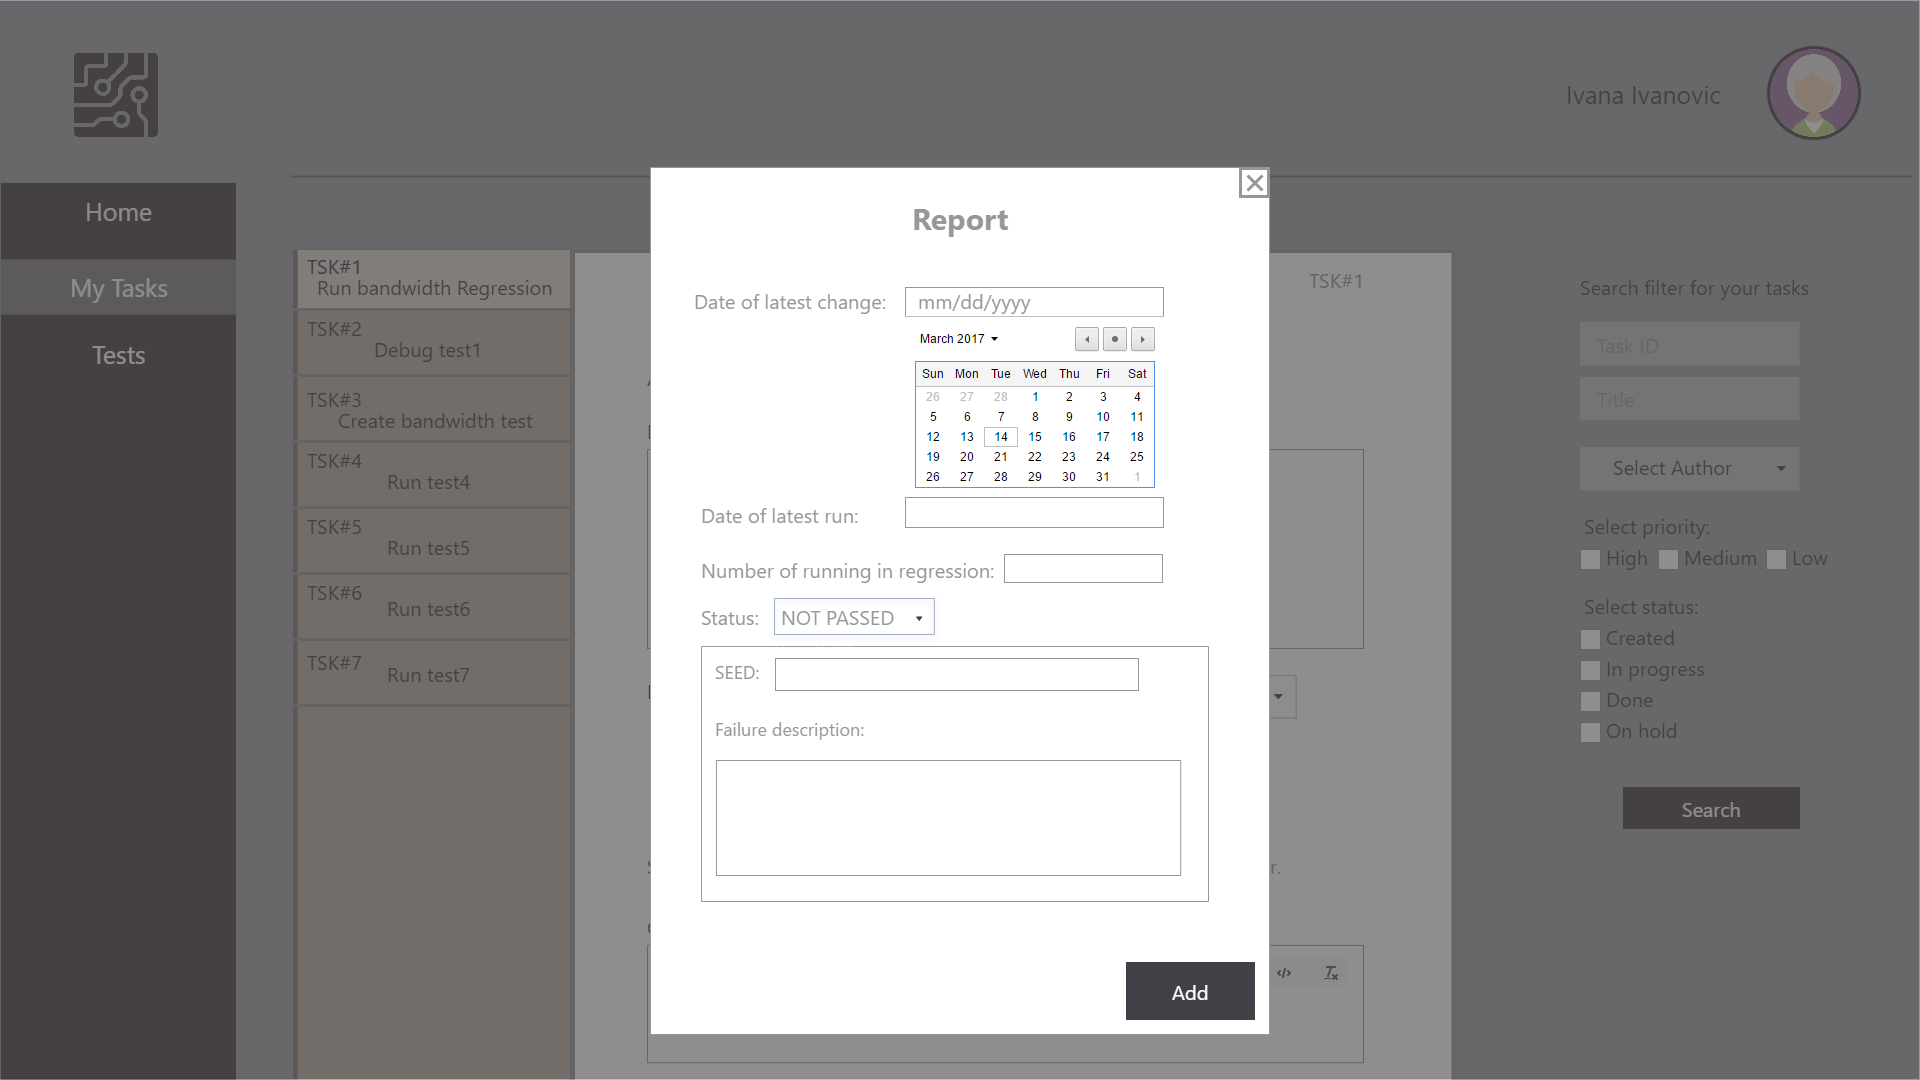 Ivana Ivanovic
Home
My Tasks
Tests
TSK#1
Run bandwidth Regression
TSK#2
Debug test1
TSK#3
Create bandwidth test
TSK#4
Run test4
TSK#5
Run test5
TSK#6
Run test6
TSK#7
Run test7
Report
Date of latest change:
mm/dd/yyyy
March 2017
Sun Mon Tue Wed Thu Fri Sat
26 27 28 1 2 3 4
5 6 7 8 9 10 11
12 13 14 15 16 17 18
19 20 21 22 23 24 25
26 27 28 29 30 31 1
Date of latest run:
Number of running in regression:
Status: NOT PASSED
SEED:
Failure description:
Add
TSK#1
r.
Search filter for your tasks
Task ID
Title
Select Author
Select priority:
High Medium Low
Select status:
Created
In progress
Done
On hold
Search